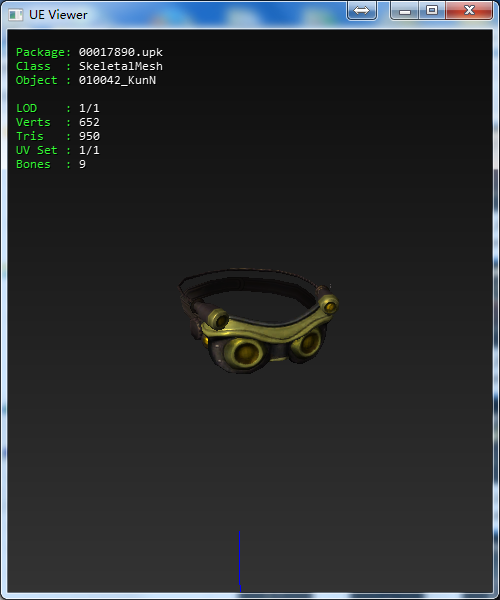 UE Viewer
Package: 00017890.upk
Class : SkeletalMesh
Object : 010042_KunN
LOD : 1/1
Verts : 652
Tris : 950
UV Set : 1/1
Bones : 9